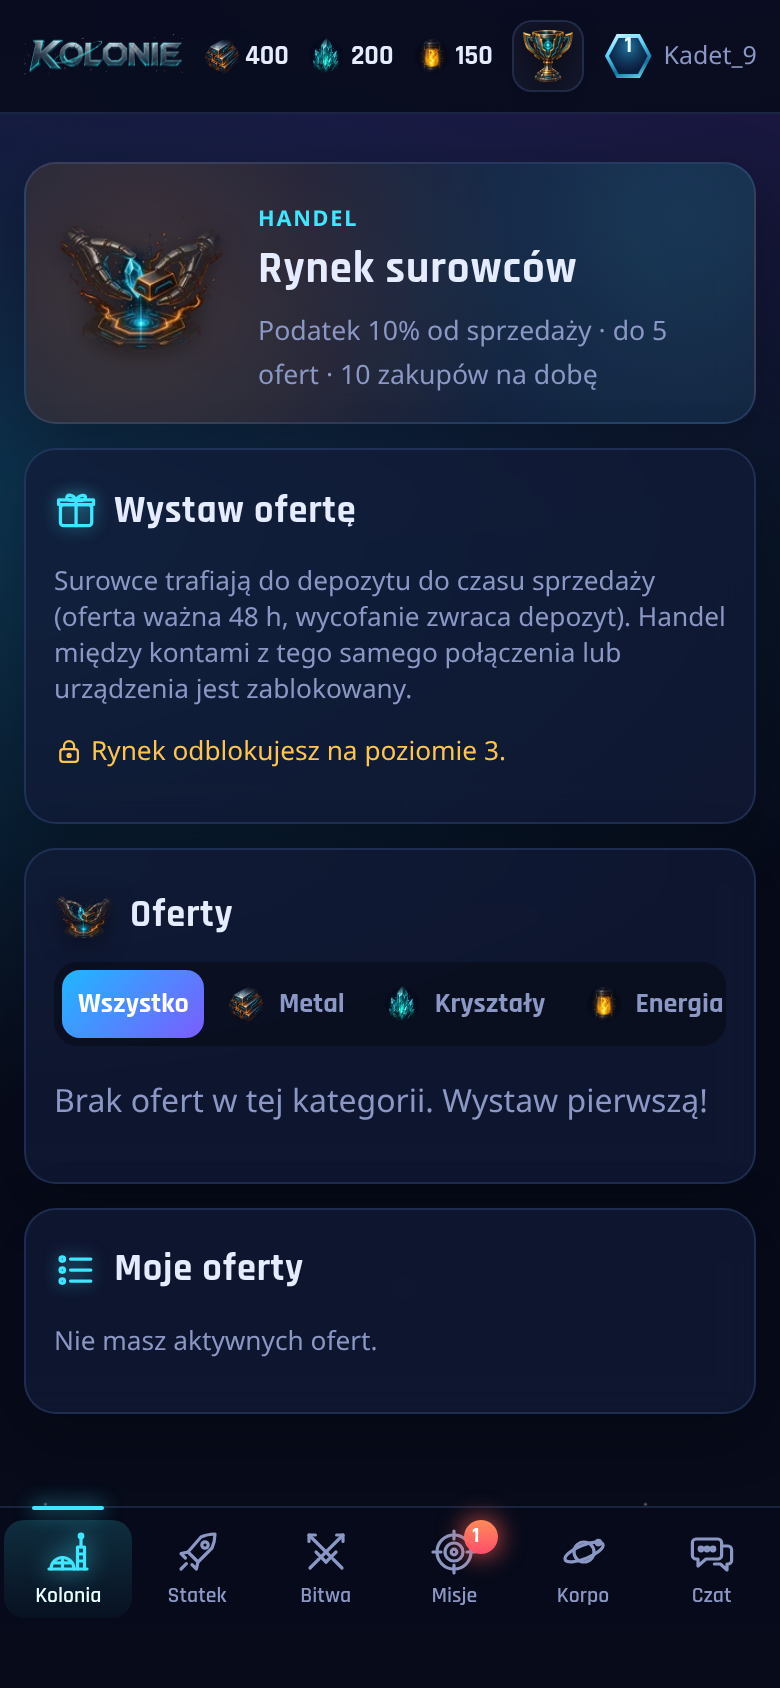 KOLONIE 400 200 150 1 Kadet_9
HANDEL
Rynek surowców
Podatek 10% od sprzedaży · do 5
ofert · 10 zakupów na dobę
Wystaw ofertę
Surowce trafiają do depozytu do czasu sprzedaży
(oferta ważna 48 h, wycofanie zwraca depozyt). Handel
między kontami z tego samego połączenia lub
urządzenia jest zablokowany.
Rynek odblokujesz na poziomie 3.
Oferty
Wszystko Metal Kryształy Energia
Brak ofert w tej kategorii. Wystaw pierwszą!
Moje oferty
Nie masz aktywnych ofert.
1
Kolonia Statek Bitwa Misje Korpo Czat